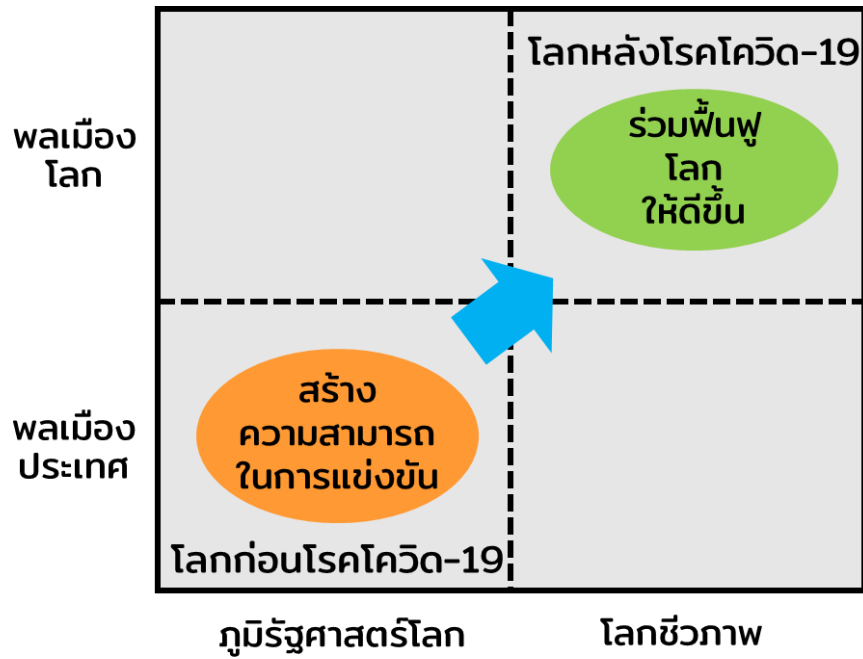 โลกหลังโรคโควิด-19
ร่วมฟื้นฟู
โลก
ให้ดีขึ้น
พลเมือง
โลก
สร้าง
ความสามารถ
ในการแข่งขัน
พลเมือง
ประเทศ
โลกก่อนโรคโควิด-19
ภูมิรัฐศาสตร์โลก
โลกชีวภาพ